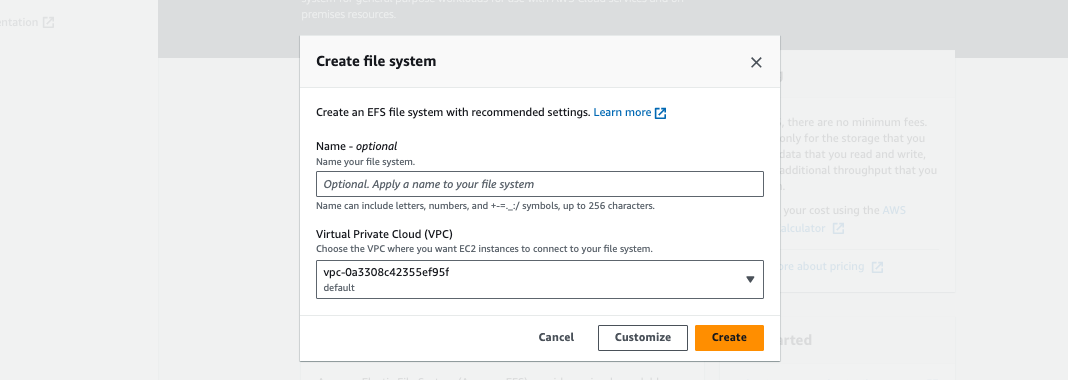 premises resources.
Create file system
Create an EFS file system with recommended settings. Learn more
Name - optional
Name your file system.
Optional. Apply a name to your file system
Name can include letters, numbers, and +-=._:/ symbols, up to 256 characters.
Virtual Private Cloud (VPC)
Choose the VPC where you want EC2 instances to connect to your file system.
vpc-0a3308c42355ef95f
default
Cancel
Customize
Create
, there are no minimum fees.
only for the storage that you
data that you read and write,
additional throughput that you
your cost using the AWS
about pricing